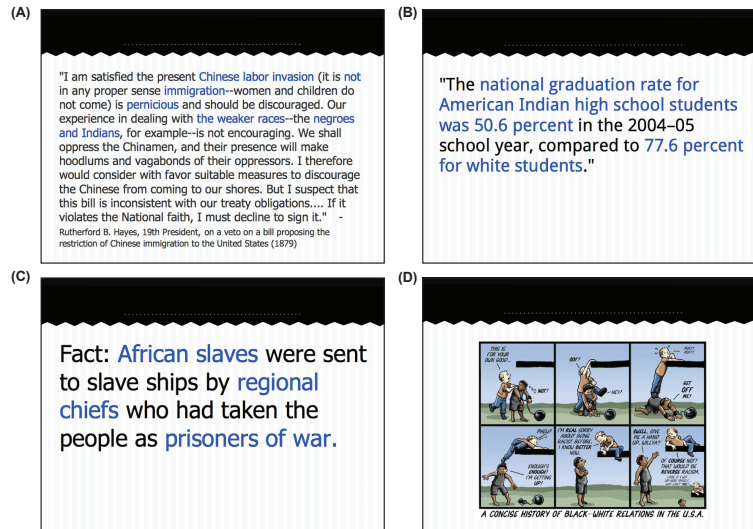 (A)
"I am satisfied the present Chinese labor invasion (it is not
in any proper sense immigration--women and children do
not come) is pernicious and should be discouraged. Our
experience in dealing with the weaker races--the negroes
and Indians, for example--is not encouraging. We shall
oppress the Chinamen, and their presence will make
hoodlums and vagabonds of their oppressors. I therefore
would consider with favor suitable measures to discourage
the Chinese from coming to our shores. But I suspect that
this bill is inconsistent with our treaty obligations.... If it
violates the National faith, I must decline to sign it." -
Rutherford B. Hayes, 19th President, on a veto on a bill proposing the
restriction of Chinese immigration to the United States (1879)
(B)
"The national graduation rate for
American Indian high school students
was 50.6 percent in the 2004–05
school year, compared to 77.6 percent
for white students."
(C)
Fact: African slaves were sent
to slave ships by regional
chiefs who had taken the
people as prisoners of war.
(D)
THIS IS
FOR YOUR
OWN GOOD...
OOF!
HEY!
GET
OFF
ME!
PHEW!
ENOUGH'S
ENOUGH!
I'M GETTING
UP!
I'M REAL SORRY
ABOUT BEING
RACIST BEFORE.
I KNOW BETTER
NOW.
SWELL. GIVE
ME A HAND
UP, WILLYA?
OF COURSE NOT!
THAT WOULD BE
REVERSE RACISM.
A CONCISE HISTORY OF BLACK-WHITE RELATIONS IN THE U.S.A.